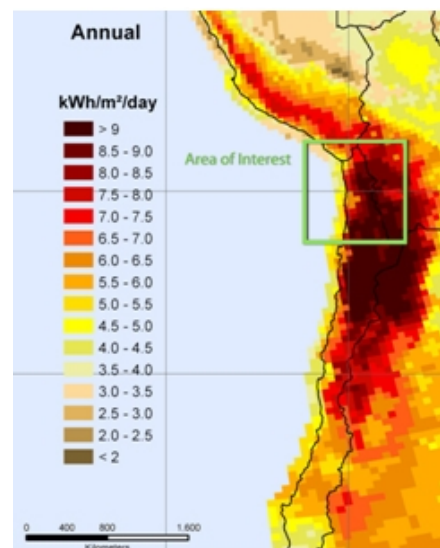 Annual
kWh/m²/day
> 9
8.5 - 9.0
8.0 - 8.5
7.5 - 8.0
7.0 - 7.5
6.5 - 7.0
6.0 - 6.5
5.5 - 6.0
5.0 - 5.5
4.5 - 5.0
4.0 - 4.5
3.5 - 4.0
3.0 - 3.5
2.5 - 3.0
2.0 - 2.5
< 2
Area of Interest
0 400 800 1.600
Kilometers